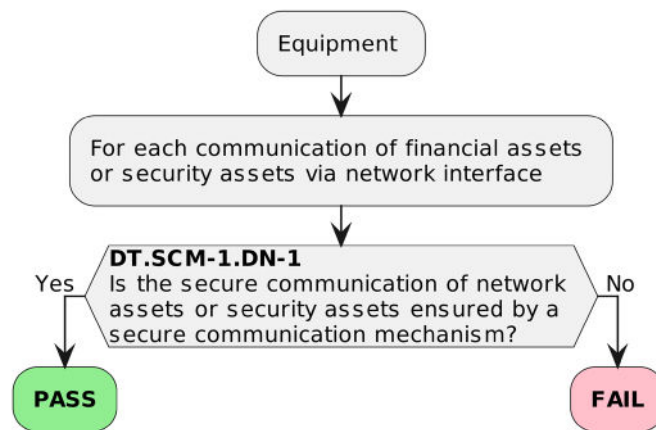 Equipment
For each communication of financial assets
or security assets via network interface
DT.SCM-1.DN-1
Is the secure communication of network
assets or security assets ensured by a
secure communication mechanism?
Yes
No
PASS
FAIL